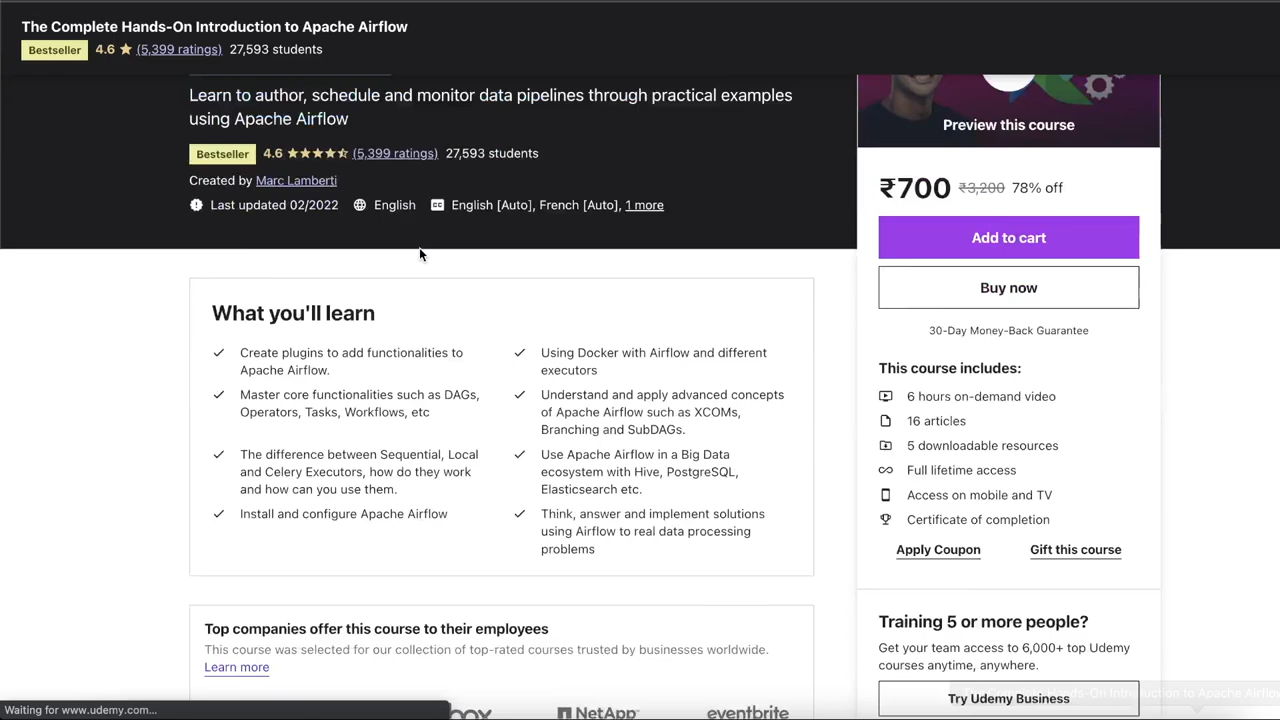 The Complete Hands-On Introduction to Apache Airflow
Bestseller 4.6 (5,399 ratings) 27,593 students
Learn to author, schedule and monitor data pipelines through practical examples
using Apache Airflow
Bestseller 4.6 (5,399 ratings) 27,593 students
Created by Marc Lamberti
Last updated 02/2022 English CC English [Auto], French [Auto], 1 more
Preview this course
₹700 ₹3,200 78% off
Add to cart
Buy now
30-Day Money-Back Guarantee
This course includes:
6 hours on-demand video
16 articles
5 downloadable resources
Full lifetime access
Access on mobile and TV
Certificate of completion
Apply Coupon Gift this course
Training 5 or more people?
Get your team access to 6,000+ top Udemy
courses anytime, anywhere.
Try Udemy Business
What you'll learn
Create plugins to add functionalities to
Apache Airflow.
Master core functionalities such as DAGs,
Operators, Tasks, Workflows, etc
The difference between Sequential, Local
and Celery Executors, how do they work
and how can you use them.
Install and configure Apache Airflow
Using Docker with Airflow and different
executors
Understand and apply advanced concepts
of Apache Airflow such as XCOMs,
Branching and SubDAGs.
Use Apache Airflow in a Big Data
ecosystem with Hive, PostgreSQL,
Elasticsearch etc.
Think, answer and implement solutions
using Airflow to real data processing
problems
Top companies offer this course to their employees
This course was selected for our collection of top-rated courses trusted by businesses worldwide.
Learn more
NetApp eventbrite
Waiting for www.udemy.com...